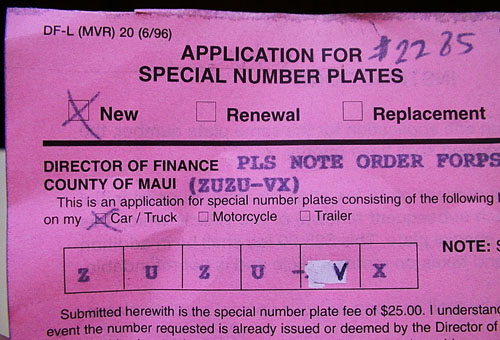 DF-L (MVR) 20 (6/96)
APPLICATION FOR $22 85
SPECIAL NUMBER PLATES
New Renewal Replacement
DIRECTOR OF FINANCE PLS NOTE ORDER FORPS
COUNTY OF MAUI (ZUZU-VX)
This is an application for special number plates consisting of the following
on my Car / Truck Motorcycle Trailer
NOTE:
Z U Z U - V X
Submitted herewith is the special number plate fee of $25.00. I understan
event the number requested is already issued or deemed by the Director of